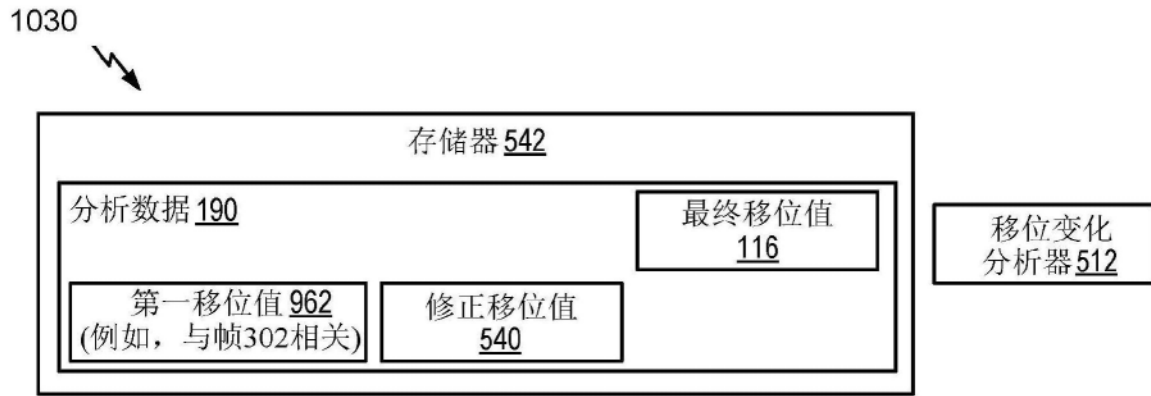 1030
存储器 542
分析数据 190
最终移位值
116
移位变化
分析器 512
第一移位值 962
(例如，与帧302相关)
修正移位值
540